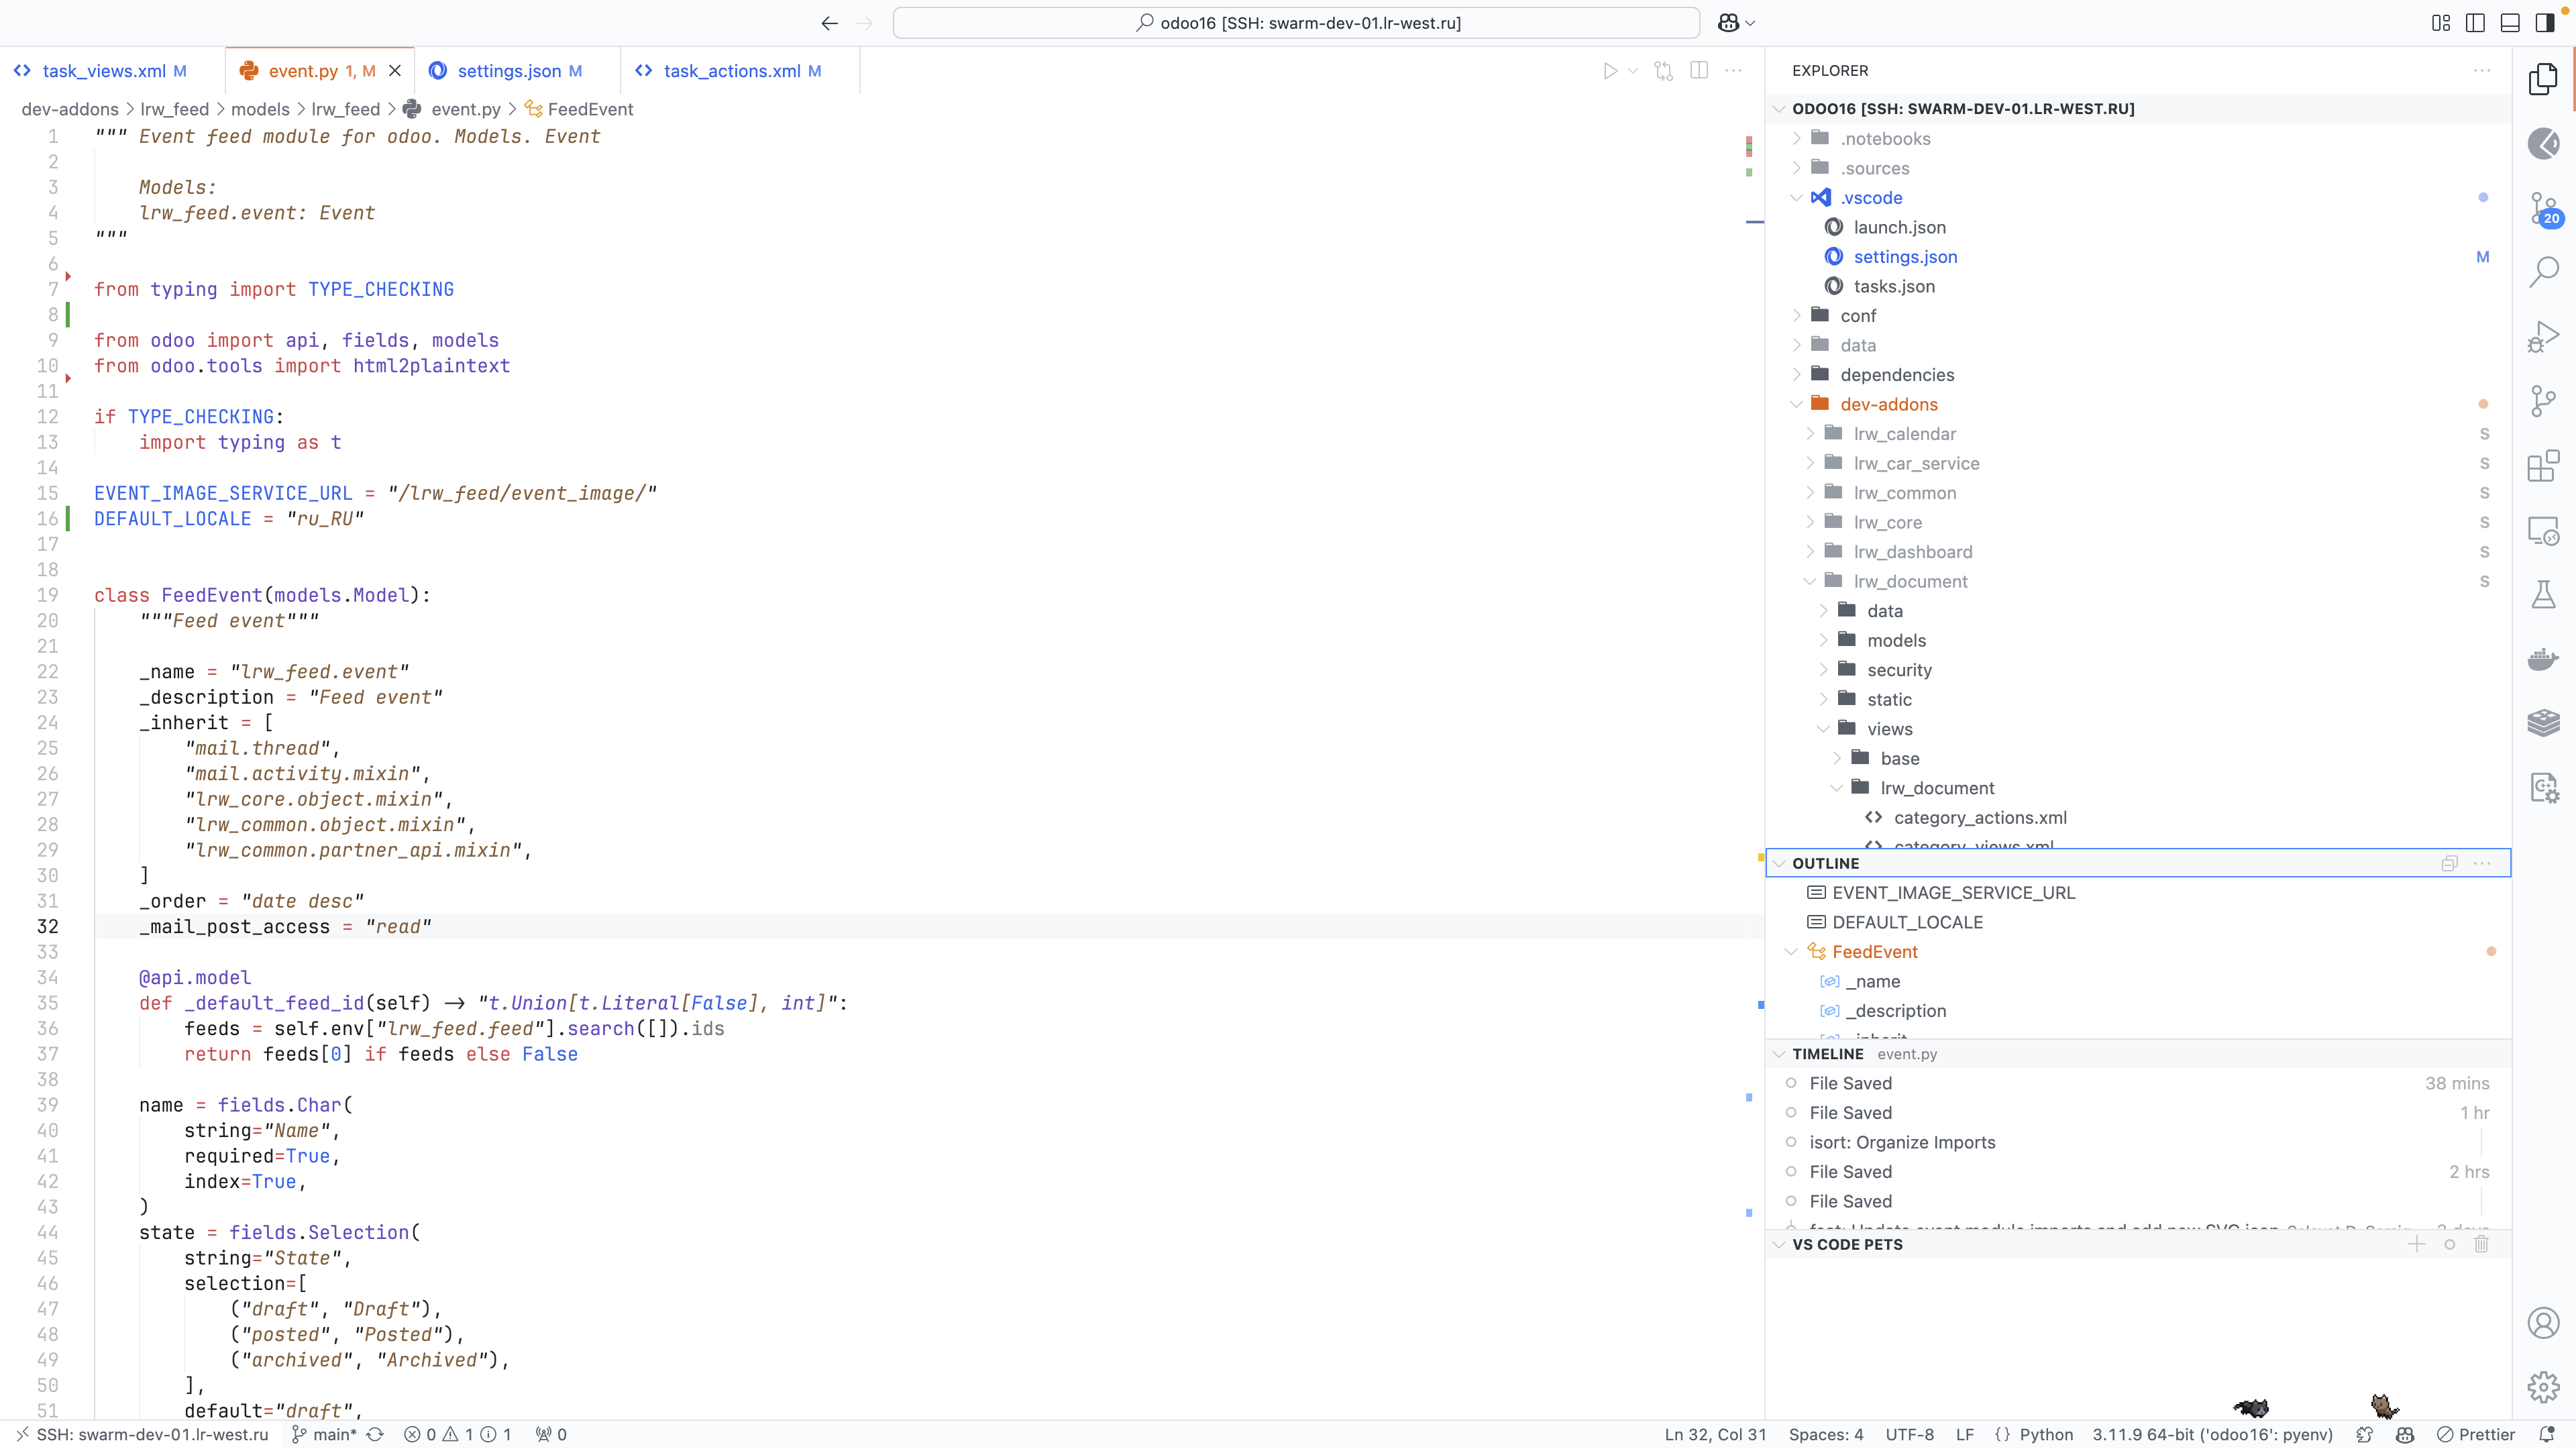 odoo16 [SSH: swarm-dev-01.lr-west.ru]
task_views.xml M
event.py 1, M
settings.json M
task_actions.xml M
dev-addons > lrw_feed > models > lrw_feed > event.py > FeedEvent
1 """ Event feed module for odoo. Models. Event
2
3 Models:
4 lrw_feed.event: Event
5 """
6
7 from typing import TYPE_CHECKING
8
9 from odoo import api, fields, models
10 from odoo.tools import html2plaintext
11
12 if TYPE_CHECKING:
13 import typing as t
14
15 EVENT_IMAGE_SERVICE_URL = "/lrw_feed/event_image/"
16 DEFAULT_LOCALE = "ru_RU"
17
18
19 class FeedEvent(models.Model):
20 """Feed event"""
21
22 _name = "lrw_feed.event"
23 _description = "Feed event"
24 _inherit = [
25 "mail.thread",
26 "mail.activity.mixin",
27 "lrw_core.object.mixin",
28 "lrw_common.object.mixin",
29 "lrw_common.partner_api.mixin",
30 ]
31 _order = "date desc"
32 _mail_post_access = "read"
33
34 @api.model
35 def _default_feed_id(self) -> "t.Union[t.Literal[False], int]":
36 feeds = self.env["lrw_feed.feed"].search([]).ids
37 return feeds[0] if feeds else False
38
39 name = fields.Char(
40 string="Name",
41 required=True,
42 index=True,
43 )
44 state = fields.Selection(
45 string="State",
46 selection=[
47 ("draft", "Draft"),
48 ("posted", "Posted"),
49 ("archived", "Archived"),
50 ],
51 default="draft",
EXPLORER
ODOO16 [SSH: SWARM-DEV-01.LR-WEST.RU]
.notebooks
.sources
.vscode
launch.json
settings.json M
tasks.json
conf
data
dependencies
dev-addons
lrw_calendar S
lrw_car_service S
lrw_common S
lrw_core S
lrw_dashboard S
lrw_document S
data
models
security
static
views
base
lrw_document
category_actions.xml
category_views.xml
OUTLINE
EVENT_IMAGE_SERVICE_URL
DEFAULT_LOCALE
FeedEvent
_name
_description
_inherit
TIMELINE event.py
File Saved 38 mins
File Saved 1 hr
isort: Organize Imports
File Saved 2 hrs
File Saved
VS CODE PETS
20
SSH: swarm-dev-01.lr-west.ru main* 0 1 1 0 Ln 32, Col 31 Spaces: 4 UTF-8 LF {} Python 3.11.9 64-bit ('odoo16': pyenv) Prettier